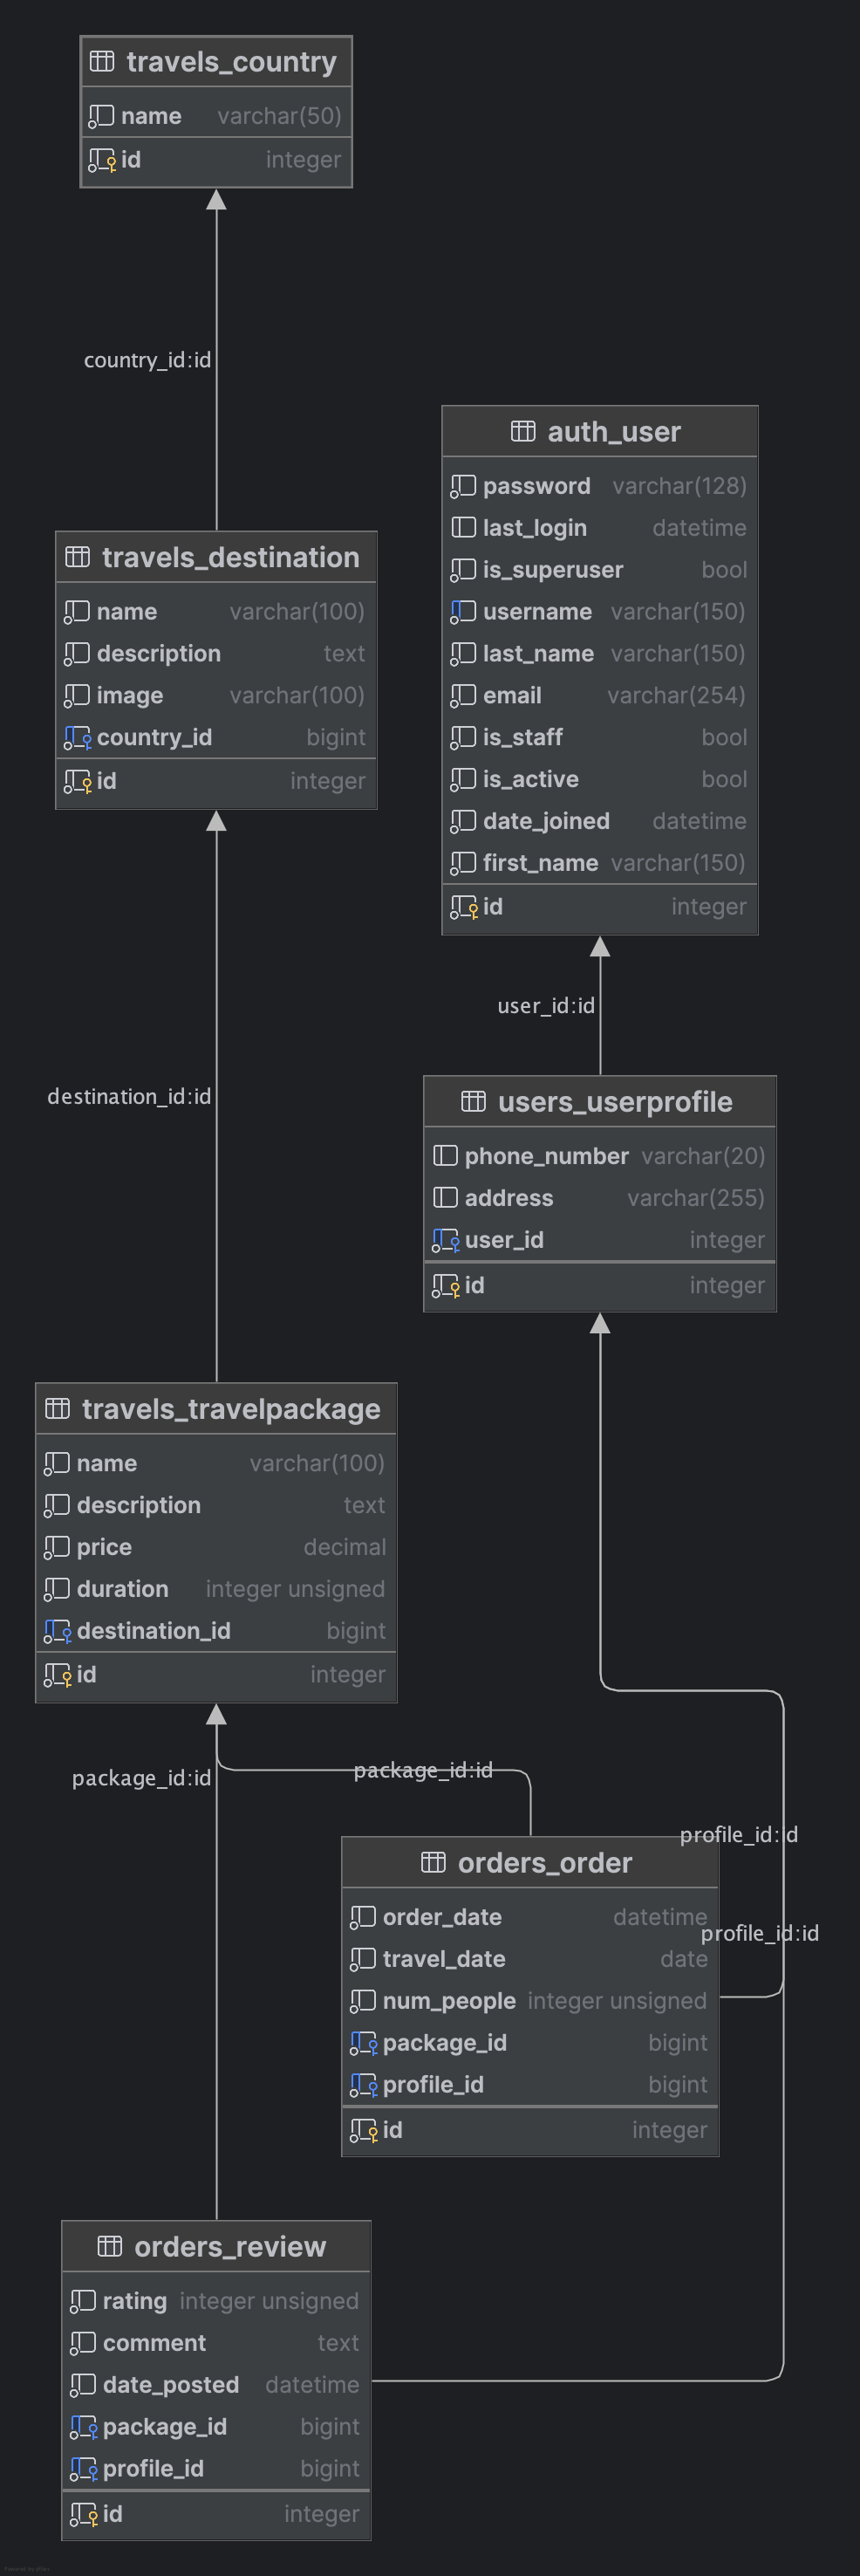 travels_country
name varchar(50)
id integer
country_id:id
auth_user
password varchar(128)
last_login datetime
is_superuser bool
username varchar(150)
last_name varchar(150)
email varchar(254)
is_staff bool
is_active bool
date_joined datetime
first_name varchar(150)
id integer
travels_destination
name varchar(100)
description text
image varchar(100)
country_id bigint
id integer
user_id:id
destination_id:id
users_userprofile
phone_number varchar(20)
address varchar(255)
user_id integer
id integer
travels_travelpackage
name varchar(100)
description text
price decimal
duration integer unsigned
destination_id bigint
id integer
package_id:id
package_id:id
profile_id:id
profile_id:id
orders_order
order_date datetime
travel_date date
num_people integer unsigned
package_id bigint
profile_id bigint
id integer
orders_review
rating integer unsigned
comment text
date_posted datetime
package_id bigint
profile_id bigint
id integer
Powered by yFiles